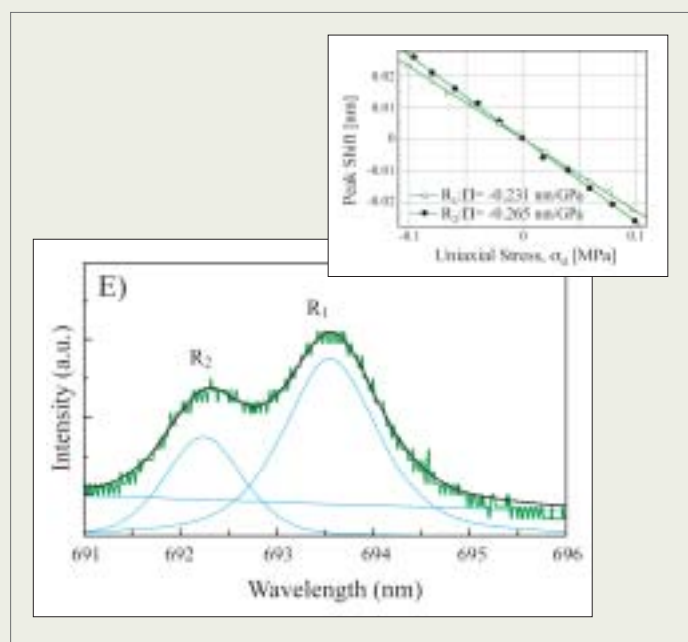 0.02
0.01
0
-0.01
-0.02
Peak Shift [nm]
R₁:Π= -0.231 nm/GPa
R₂:Π= -0.265 nm/GPa
-0.1
0
0.1
Uniaxial Stress, σ [MPa]
E)
R₁
R₂
Intensity (a.u.)
691
692
693
694
695
696
Wavelength (nm)